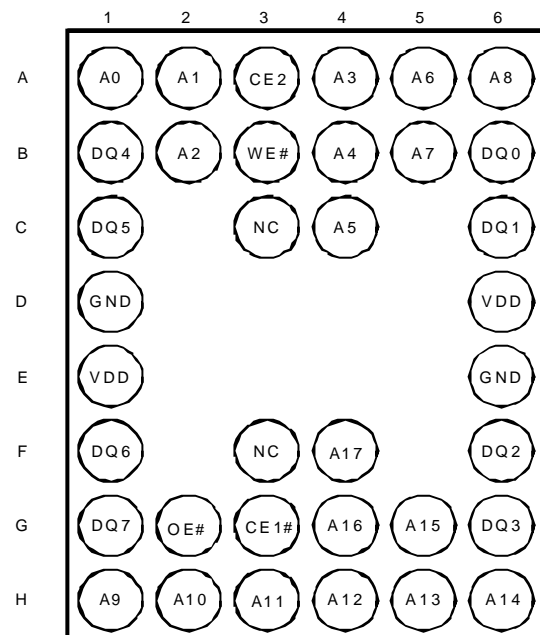 1 2 3 4 5 6
A A0 A1 CE2 A3 A6 A8
B DQ4 A2 WE# A4 A7 DQ0
C DQ5 NC A5 DQ1
D GND VDD
E VDD GND
F DQ6 NC A17 DQ2
G DQ7 OE# CE1# A16 A15 DQ3
H A9 A10 A11 A12 A13 A14